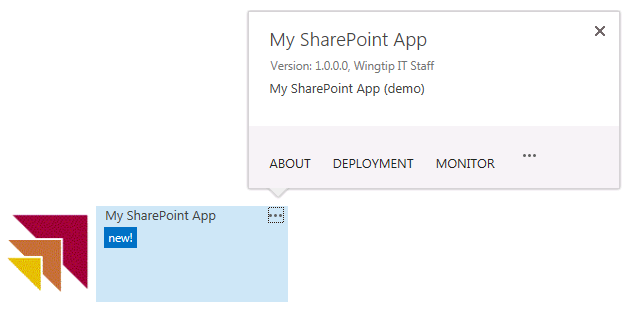 My SharePoint App
Version: 1.0.0.0, Wingtip IT Staff
My SharePoint App (demo)
ABOUT DEPLOYMENT MONITOR ...
My SharePoint App ...
new!